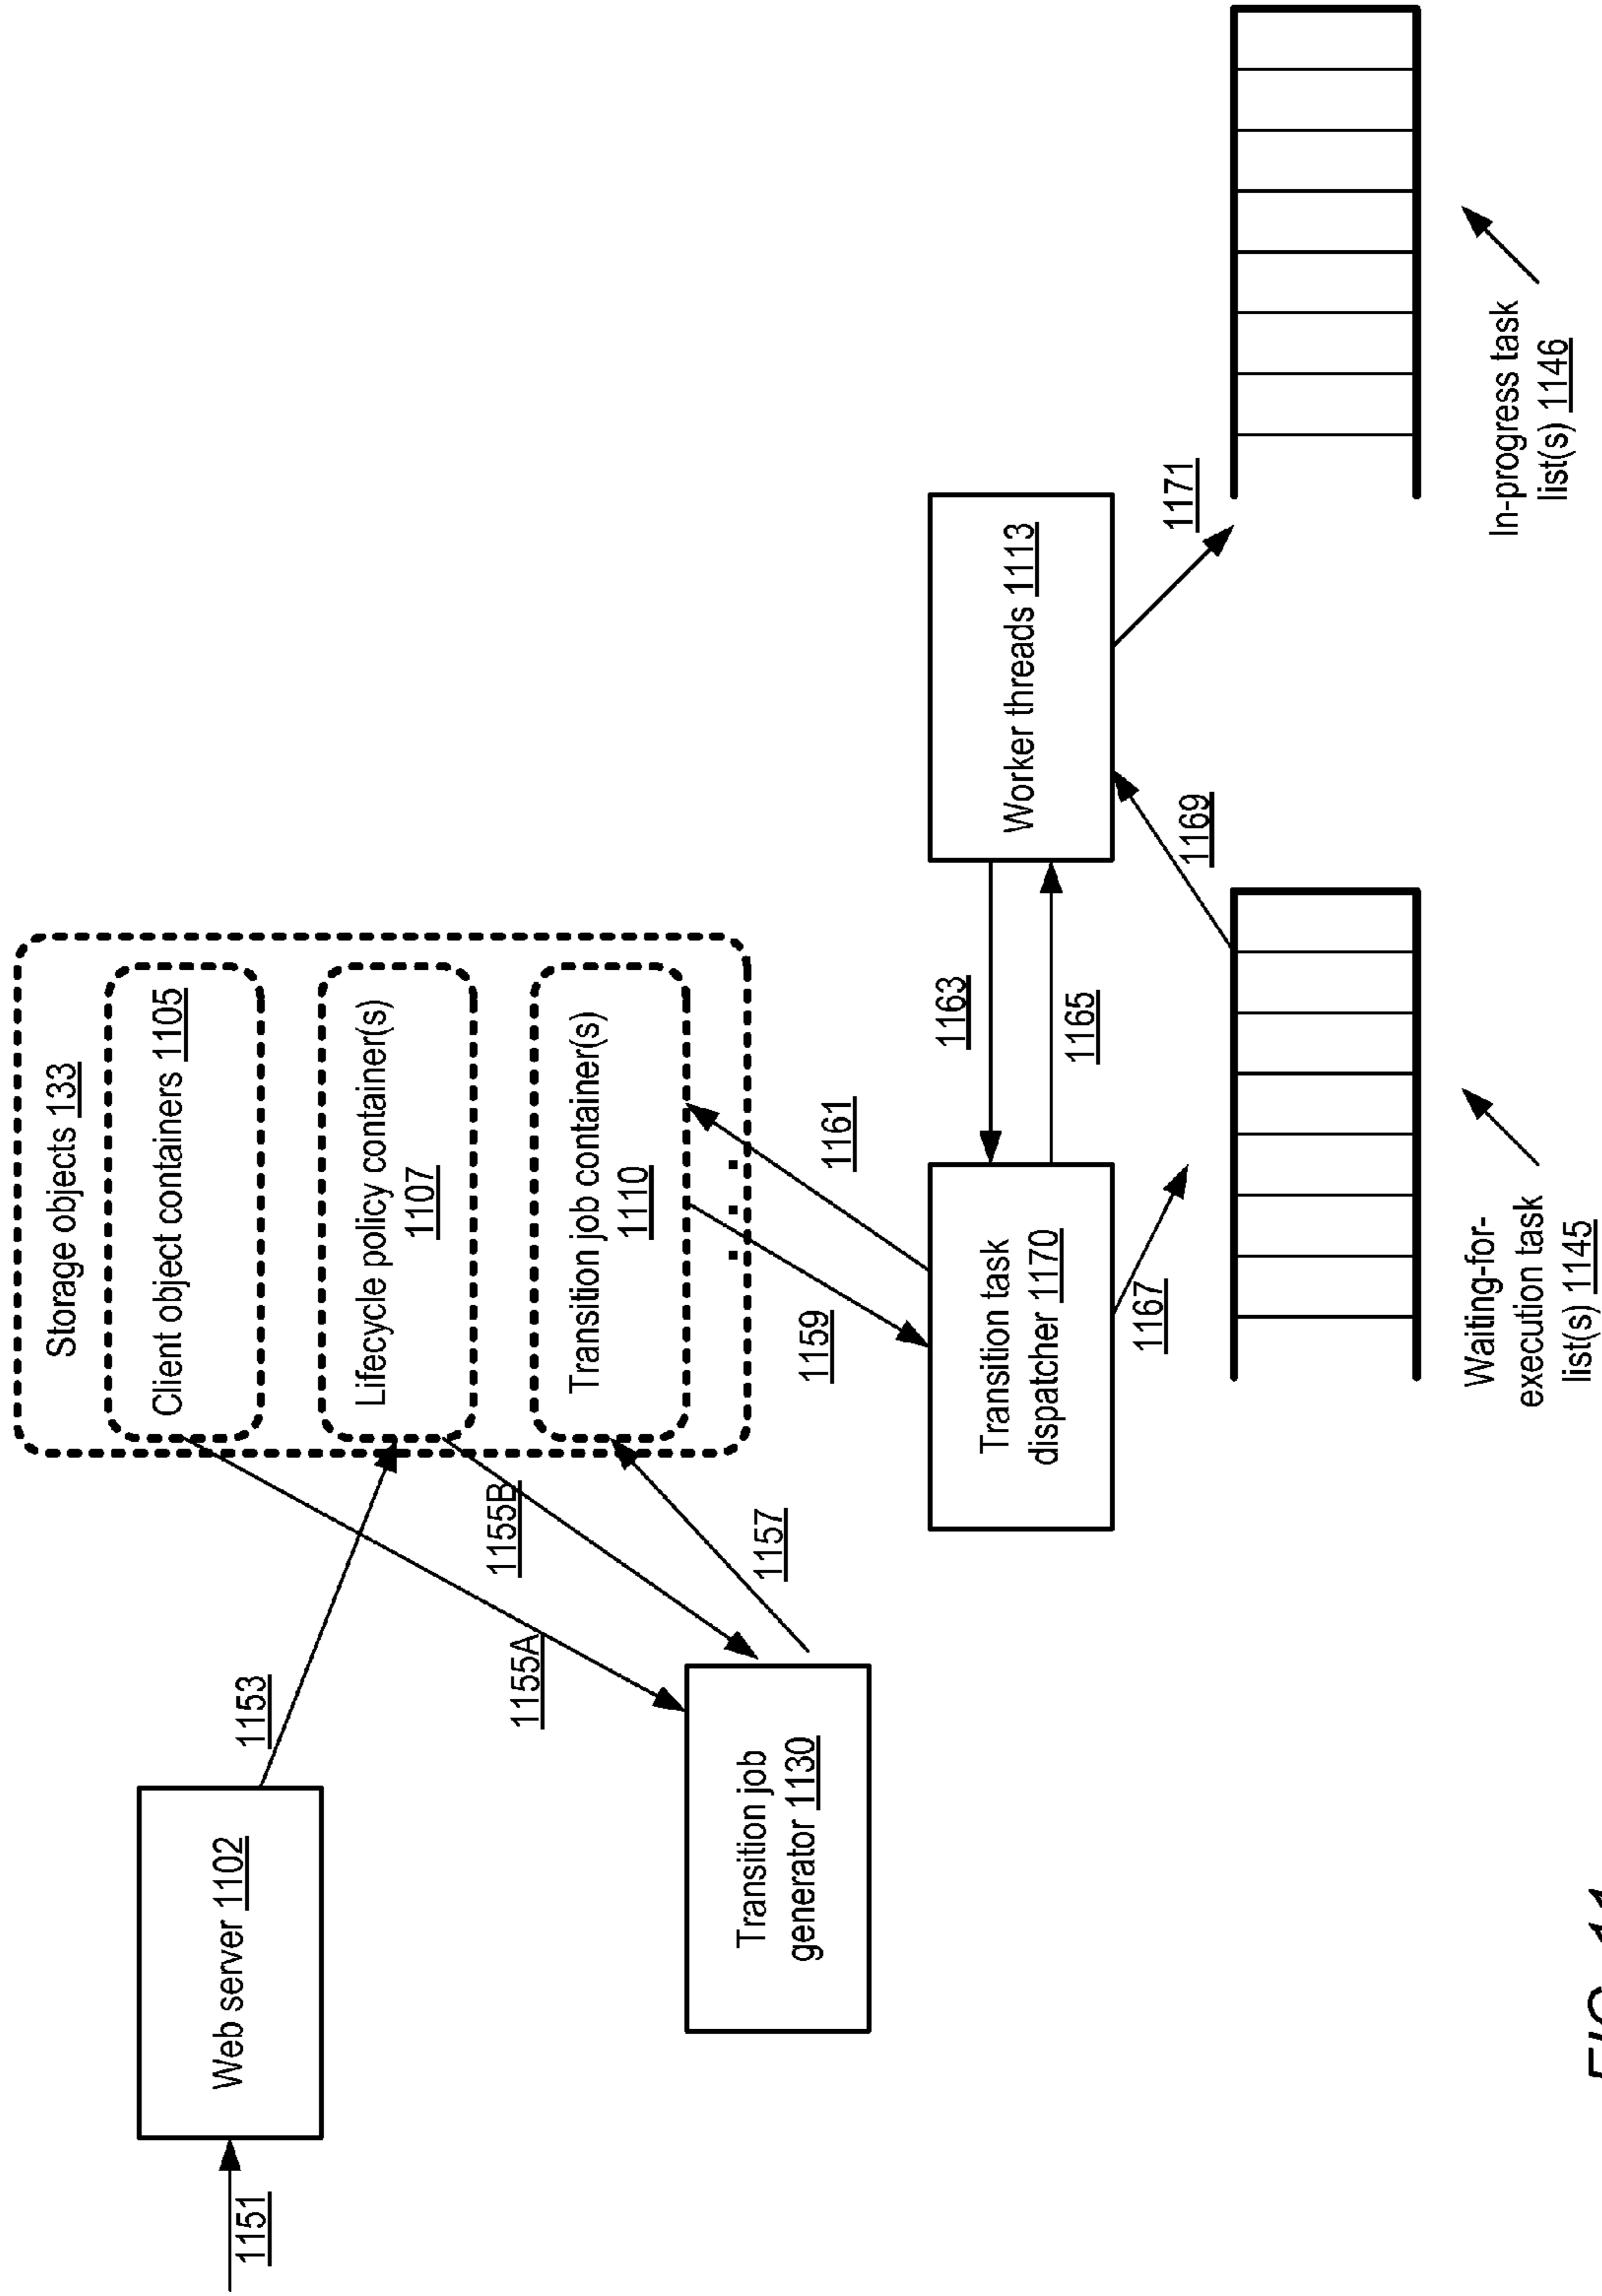 Storage objects 133
Client object containers 1105
Lifecycle policy container(s)
1107
Transition job container(s)
1110
Web server 1102
1151
1153
1155A
1155B
1157
Transition job
generator 1130
1159
1161
Transition task
dispatcher 1170
1163
1165
Worker threads 1113
1167
1169
1171
Waiting-for-
execution task
list(s) 1145
In-progress task
list(s) 1146
FIG. 11